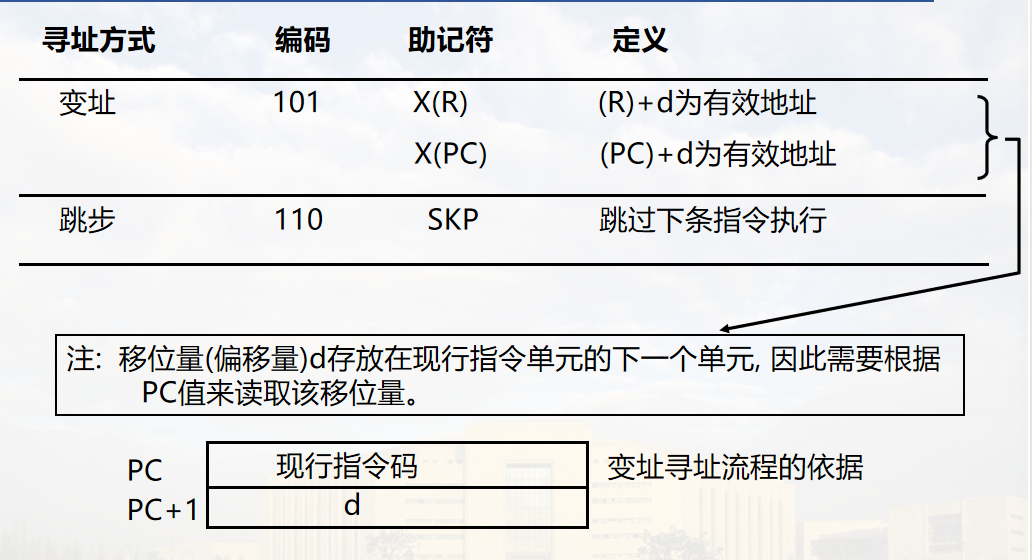 寻址方式 编码 助记符 定义
变址 101 X(R) (R)+d为有效地址
X(PC) (PC)+d为有效地址
跳步 110 SKP 跳过下条指令执行
注: 移位量(偏移量)d存放在现行指令单元的下一个单元, 因此需要根据
PC值来读取该移位量。
PC 现行指令码 变址寻址流程的依据
PC+1 d